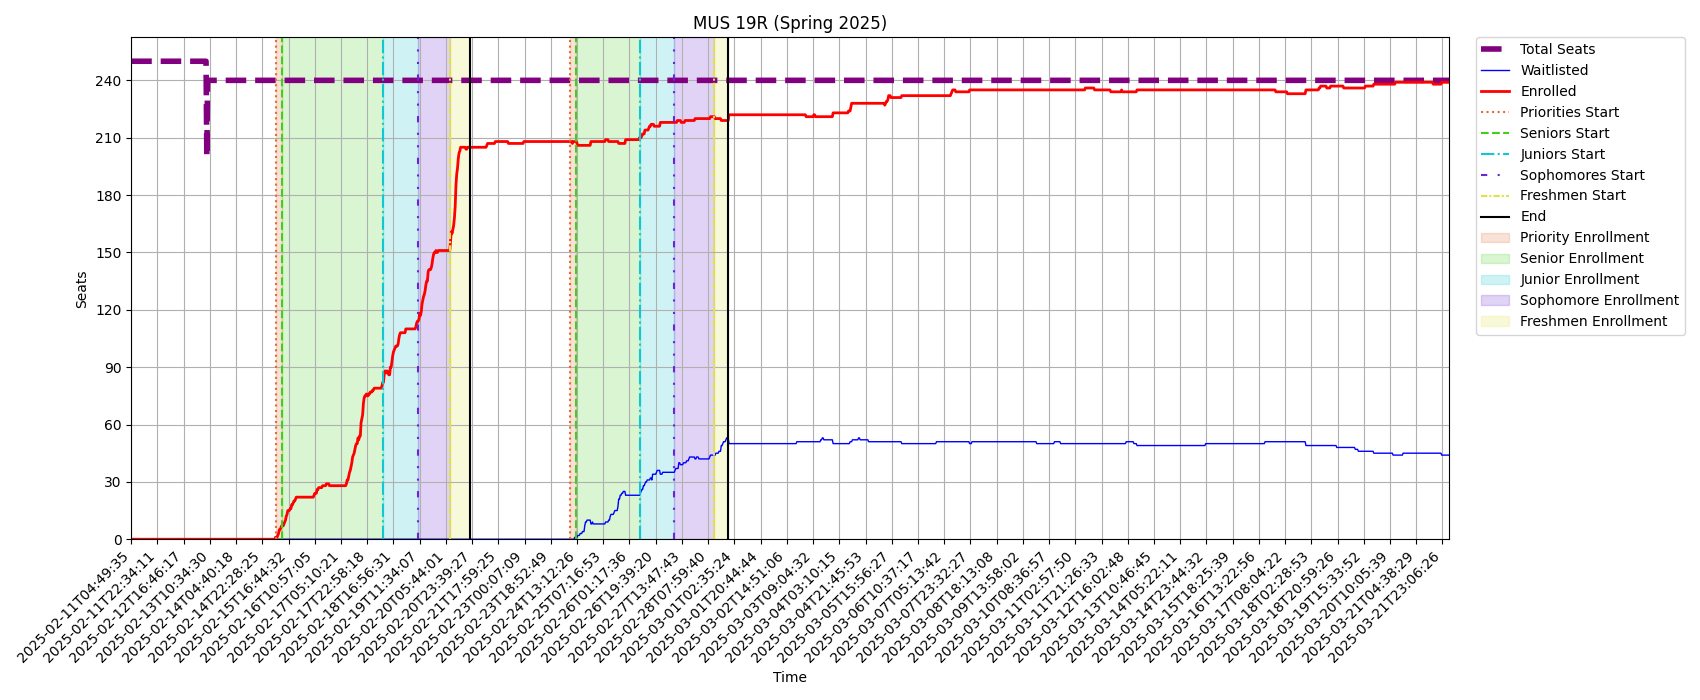 MUS 19R (Spring 2025)
Seats
240
210
180
150
120
90
60
30
0
2025-02-11T04:49:35
2025-02-11T22:34:11
2025-02-12T16:46:17
2025-02-13T10:34:30
2025-02-14T04:40:18
2025-02-14T22:28:25
2025-02-15T16:44:32
2025-02-16T10:57:05
2025-02-17T05:10:21
2025-02-17T22:58:18
2025-02-18T16:56:31
2025-02-19T11:34:07
2025-02-20T05:44:01
2025-02-20T23:39:27
2025-02-21T17:59:25
2025-02-23T00:07:09
2025-02-23T18:52:49
2025-02-24T13:12:26
2025-02-25T07:16:53
2025-02-26T01:17:36
2025-02-26T19:39:20
2025-02-27T13:47:43
2025-02-28T07:59:40
2025-03-01T02:35:24
2025-03-01T20:44:44
2025-03-02T14:51:06
2025-03-03T09:04:32
2025-03-04T03:10:15
2025-03-04T21:45:53
2025-03-05T15:56:27
2025-03-06T10:37:17
2025-03-07T05:13:42
2025-03-07T23:32:27
2025-03-08T18:13:08
2025-03-09T13:58:02
2025-03-10T08:36:57
2025-03-11T02:57:50
2025-03-11T21:26:33
2025-03-12T16:02:48
2025-03-13T10:46:45
2025-03-14T05:22:11
2025-03-14T23:44:32
2025-03-15T18:25:39
2025-03-16T13:22:56
2025-03-17T08:04:22
2025-03-18T02:28:53
2025-03-18T20:59:26
2025-03-19T15:33:52
2025-03-20T10:05:39
2025-03-21T04:38:29
2025-03-21T23:06:26
Time
Total Seats
Waitlisted
Enrolled
Priorities Start
Seniors Start
Juniors Start
Sophomores Start
Freshmen Start
End
Priority Enrollment
Senior Enrollment
Junior Enrollment
Sophomore Enrollment
Freshmen Enrollment